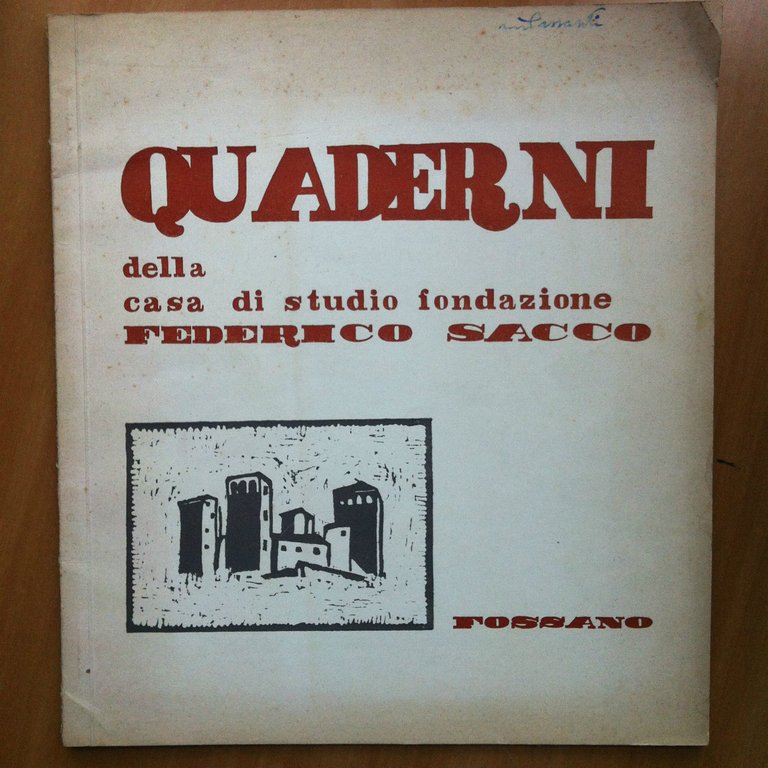 QUADERNI
della
casa di studio fondazione
FEDERICO SACCO
FOSSANO